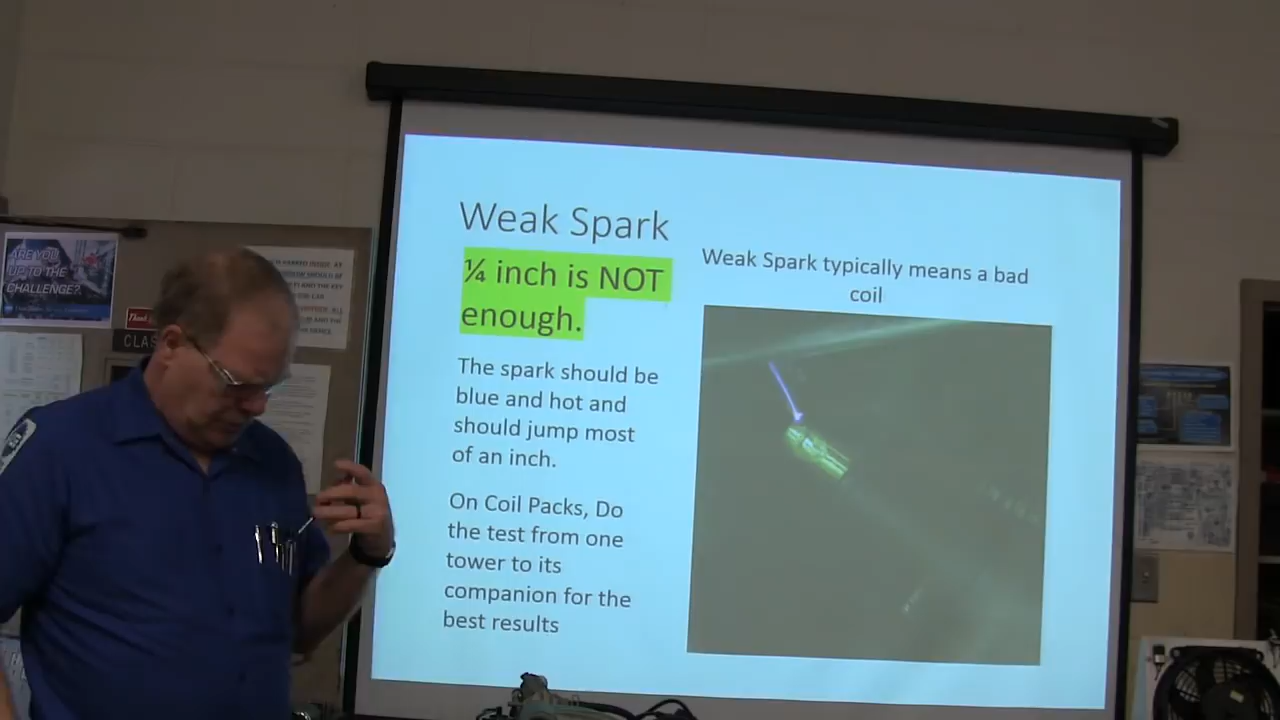 Weak Spark
¼ inch is NOT
enough.
The spark should be
blue and hot and
should jump most
of an inch.
On Coil Packs, Do
the test from one
tower to its
companion for the
best results
Weak Spark typically means a bad
coil
ARE YOU
UP TO THE
CHALLENGE?
Thank
CLAS